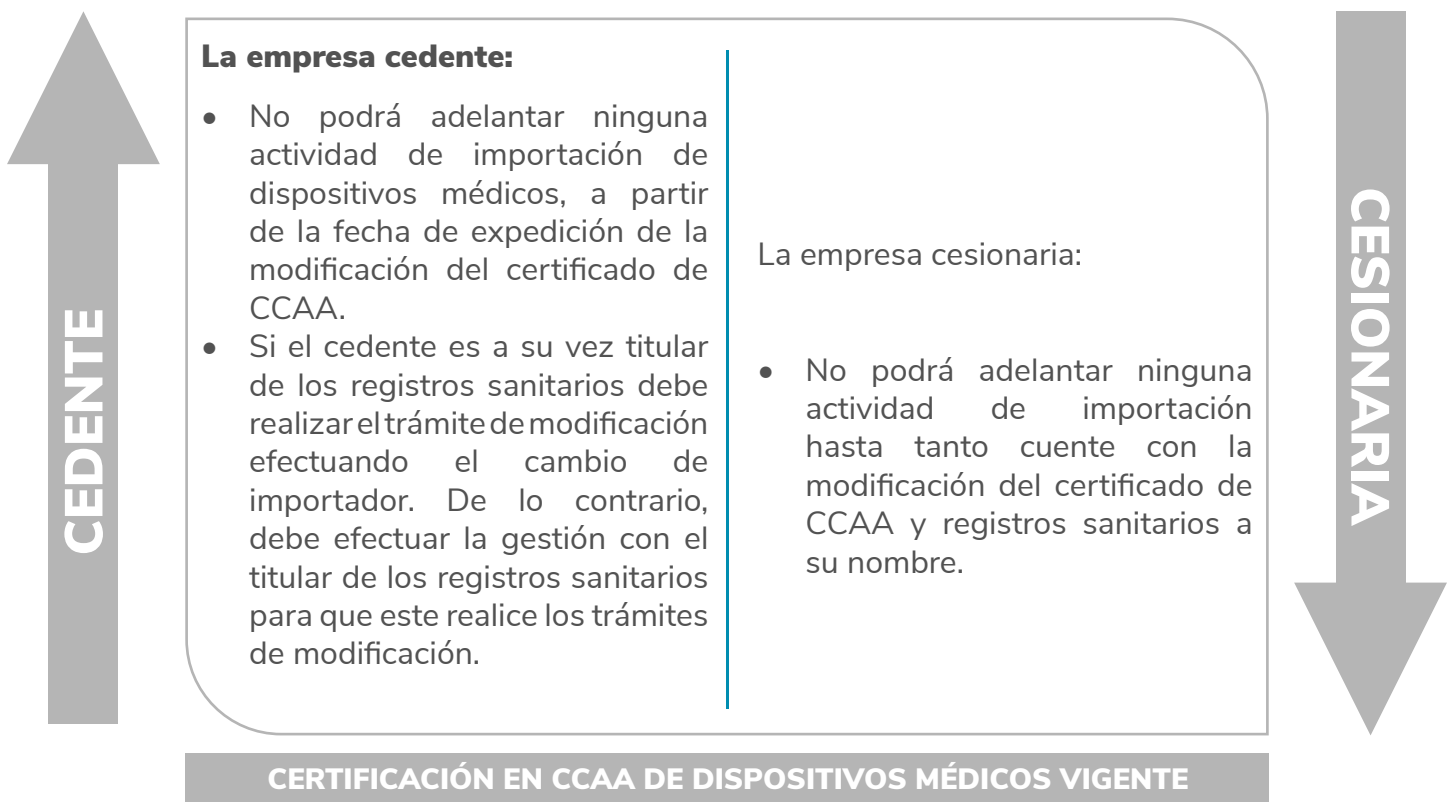 CEDENTE
La empresa cedente:
• No podrá adelantar ninguna
actividad de importación de
dispositivos médicos, a partir
de la fecha de expedición de la
modificación del certificado de
CCAA.
• Si el cedente es a su vez titular
de los registros sanitarios debe
realizar el trámite de modificación
efectuando el cambio de
importador. De lo contrario,
debe efectuar la gestión con el
titular de los registros sanitarios
para que este realice los trámites
de modificación.
La empresa cesionaria:
• No podrá adelantar ninguna
actividad de importación
hasta tanto cuente con la
modificación del certificado de
CCAA y registros sanitarios a
su nombre.
CESIONARIA
CERTIFICACIÓN EN CCAA DE DISPOSITIVOS MÉDICOS VIGENTE